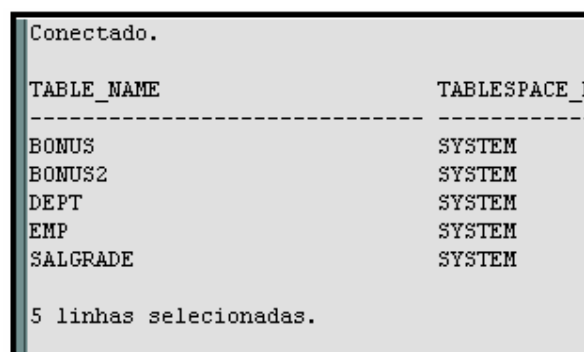 Conectado.
TABLE_NAME TABLESPACE_
------------------------------ -----------
BONUS SYSTEM
BONUS2 SYSTEM
DEPT SYSTEM
EMP SYSTEM
SALGRADE SYSTEM
5 linhas selecionadas.